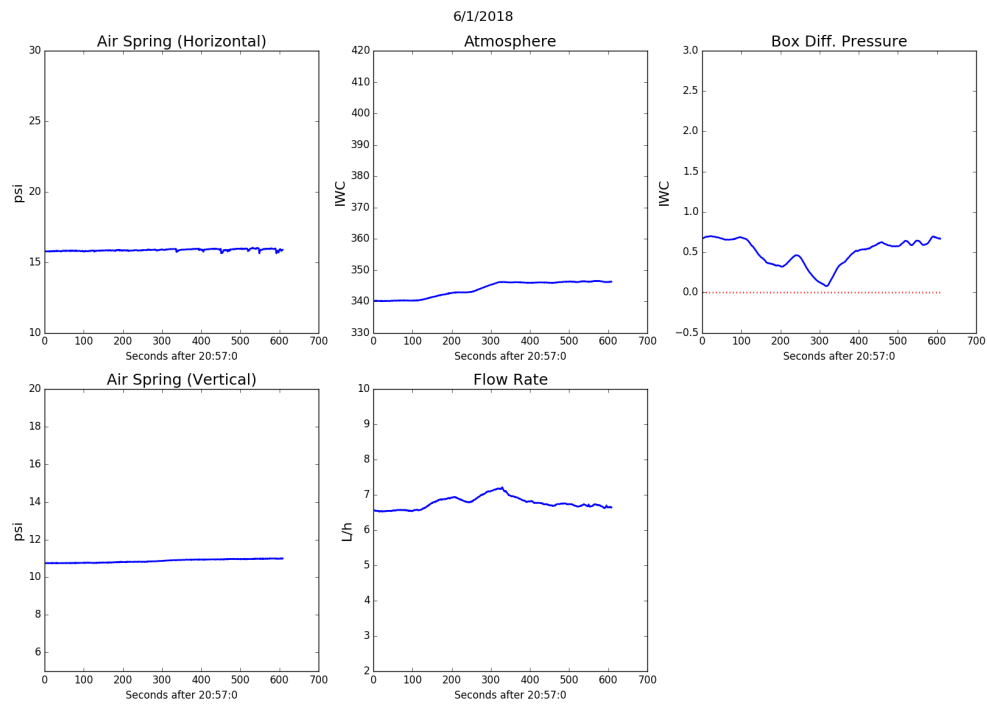 6/1/2018
Air Spring (Horizontal)
30
25
20
15
10
psi
0 100 200 300 400 500 600 700
Seconds after 20:57:0
Atmosphere
420
410
400
390
380
370
360
350
340
330
IWC
0 100 200 300 400 500 600 700
Seconds after 20:57:0
Box Diff. Pressure
3.0
2.5
2.0
1.5
1.0
0.5
0.0
−0.5
IWC
0 100 200 300 400 500 600 700
Seconds after 20:57:0
Air Spring (Vertical)
20
18
16
14
12
10
8
6
psi
0 100 200 300 400 500 600 700
Seconds after 20:57:0
Flow Rate
10
9
8
7
6
5
4
3
2
L/h
0 100 200 300 400 500 600 700
Seconds after 20:57:0